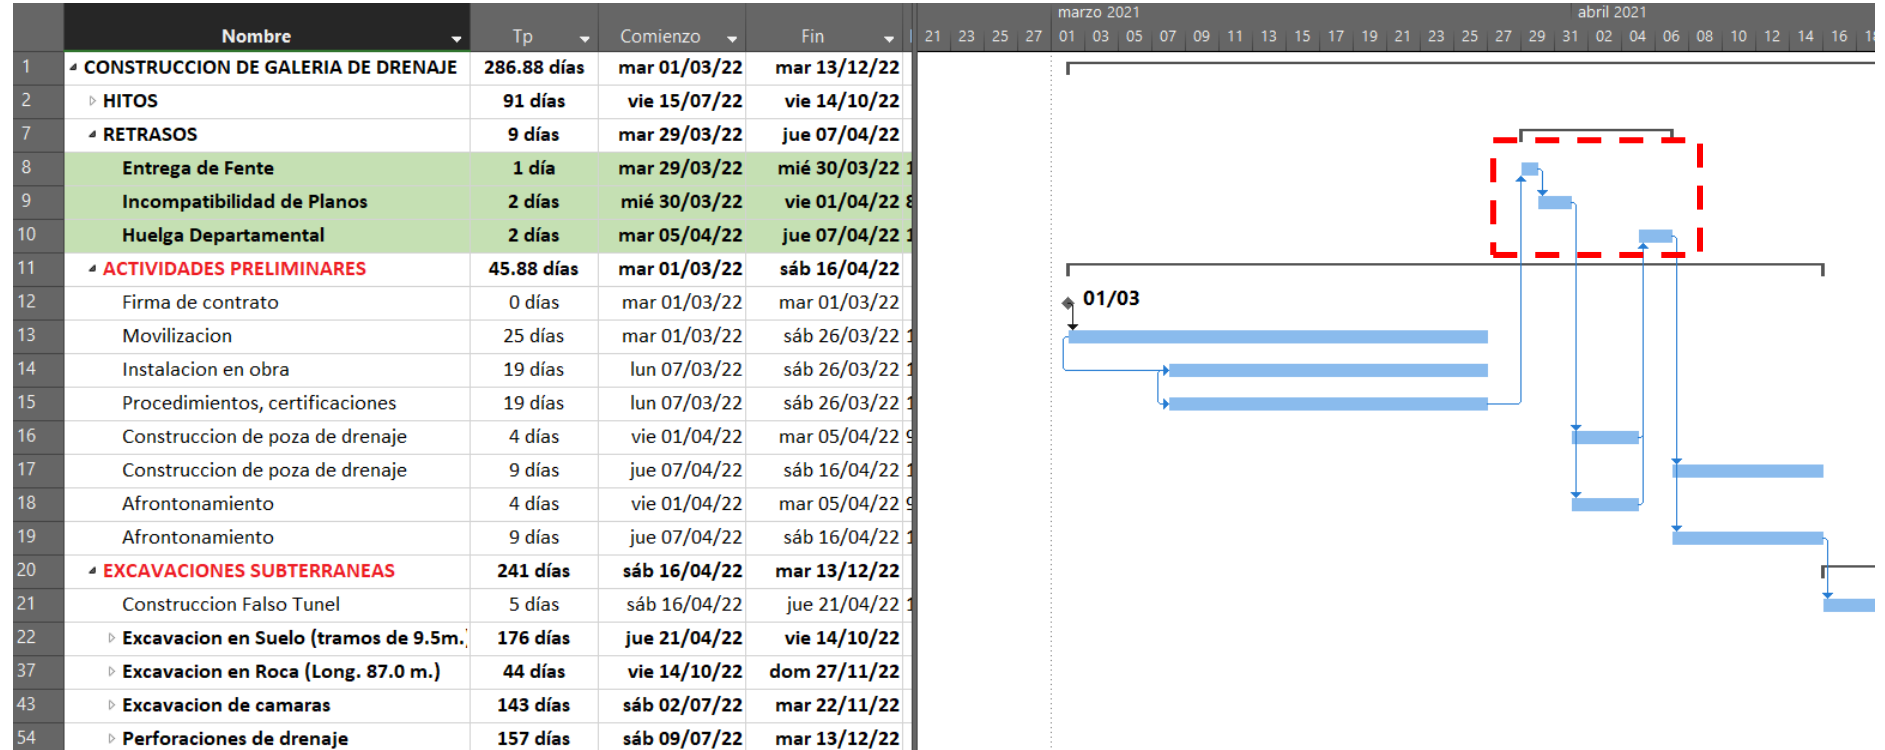 marzo 2021 abril 2021
Nombre Tp Comienzo Fin 21 23 25 27 01 03 05 07 09 11 13 15 17 19 21 23 25 27 29 31 02 04 06 08 10 12 14 16
1 CONSTRUCCION DE GALERIA DE DRENAJE 286.88 días mar 01/03/22 mar 13/12/22
2 HITOS 91 días vie 15/07/22 vie 14/10/22
7 RETRASOS 9 días mar 29/03/22 jue 07/04/22
8 Entrega de Fente 1 día mar 29/03/22 mié 30/03/22
9 Incompatibilidad de Planos 2 días mié 30/03/22 vie 01/04/22
10 Huelga Departamental 2 días mar 05/04/22 jue 07/04/22
11 ACTIVIDADES PRELIMINARES 45.88 días mar 01/03/22 sáb 16/04/22
12 Firma de contrato 0 días mar 01/03/22 mar 01/03/22 01/03
13 Movilizacion 25 días mar 01/03/22 sáb 26/03/22
14 Instalacion en obra 19 días lun 07/03/22 sáb 26/03/22
15 Procedimientos, certificaciones 19 días lun 07/03/22 sáb 26/03/22
16 Construccion de poza de drenaje 4 días vie 01/04/22 mar 05/04/22
17 Construccion de poza de drenaje 9 días jue 07/04/22 sáb 16/04/22
18 Afrontonamiento 4 días vie 01/04/22 mar 05/04/22
19 Afrontonamiento 9 días jue 07/04/22 sáb 16/04/22
20 EXCAVACIONES SUBTERRANEAS 241 días sáb 16/04/22 mar 13/12/22
21 Construccion Falso Tunel 5 días sáb 16/04/22 jue 21/04/22
22 Excavacion en Suelo (tramos de 9.5m.) 176 días jue 21/04/22 vie 14/10/22
37 Excavacion en Roca (Long. 87.0 m.) 44 días vie 14/10/22 dom 27/11/22
43 Excavacion de camaras 143 días sáb 02/07/22 mar 22/11/22
54 Perforaciones de drenaje 157 días sáb 09/07/22 mar 13/12/22